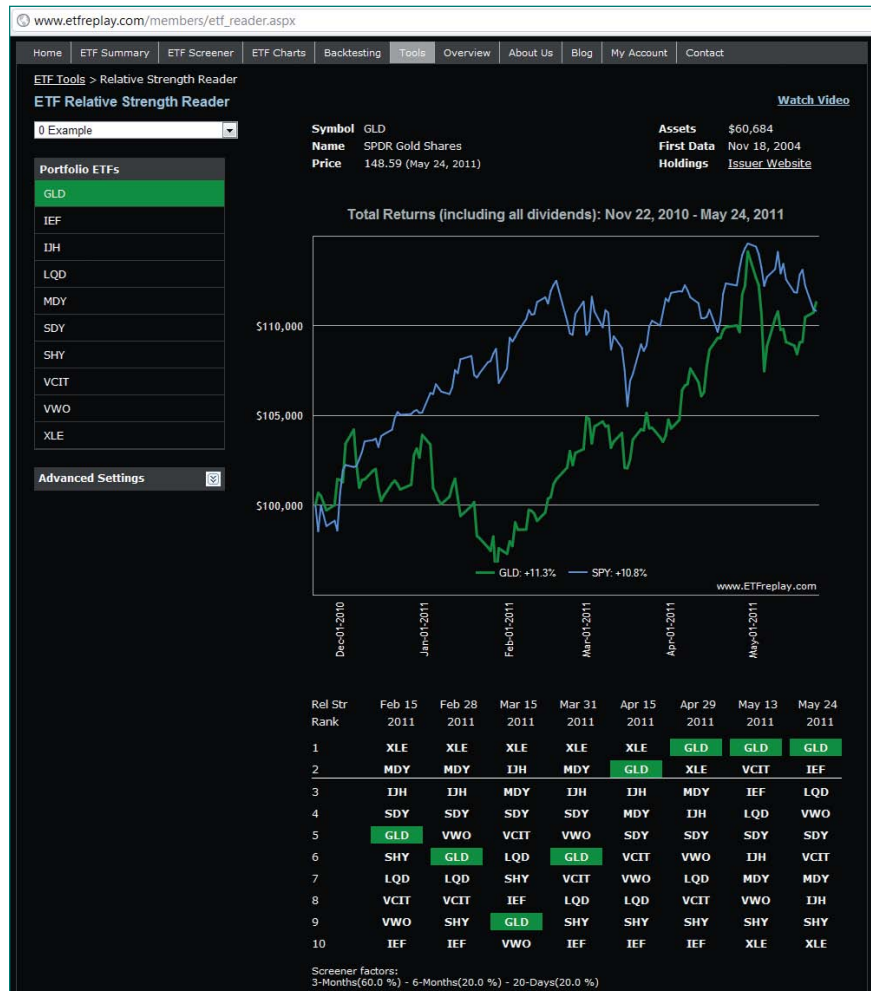 www.etfreplay.com/members/etf_reader.aspx
Home ETF Summary ETF Screener ETF Charts Backtesting Tools Overview About Us Blog My Account Contact
ETF Tools > Relative Strength Reader
ETF Relative Strength Reader
Watch Video
0 Example
Symbol GLD Assets $60,684
Name SPDR Gold Shares First Data Nov 18, 2004
Price 148.59 (May 24, 2011) Holdings Issuer Website
Portfolio ETFs
GLD
IEF
IJH
LQD
MDY
SDY
SHY
VCIT
VWO
XLE
Advanced Settings
Total Returns (including all dividends): Nov 22, 2010 - May 24, 2011
$110,000
$105,000
$100,000
GLD: +11.3% SPY: +10.8%
www.ETFreplay.com
Dec-01-2010
Jan-01-2011
Feb-01-2011
Mar-01-2011
Apr-01-2011
May-01-2011
Rel Str Feb 15 Feb 28 Mar 15 Mar 31 Apr 15 Apr 29 May 13 May 24
Rank 2011 2011 2011 2011 2011 2011 2011 2011
1 XLE XLE XLE XLE XLE GLD GLD GLD
2 MDY MDY IJH MDY GLD XLE VCIT IEF
3 IJH IJH MDY IJH IJH MDY IEF LQD
4 SDY SDY SDY SDY MDY IJH LQD VWO
5 GLD VWO VCIT VWO SDY SDY SDY SDY
6 SHY GLD LQD GLD VCIT VWO IJH VCIT
7 LQD LQD SHY VCIT VWO LQD MDY MDY
8 VCIT VCIT IEF LQD LQD VCIT VWO IJH
9 VWO SHY GLD SHY SHY SHY SHY SHY
10 IEF IEF VWO IEF IEF IEF XLE XLE
Screener factors:
3-Months(60.0 %) - 6-Months(20.0 %) - 20-Days(20.0 %)